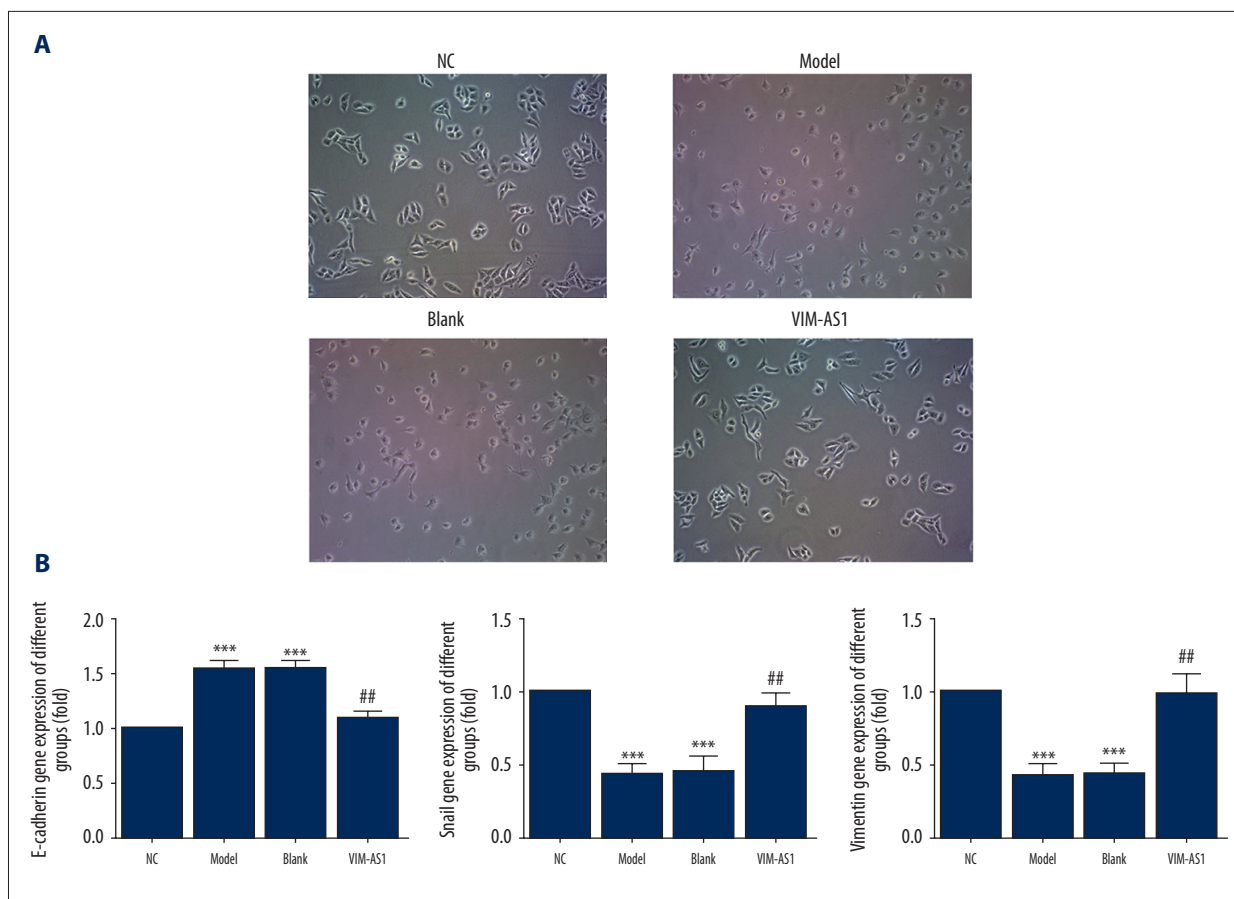 A
NC
Model
Blank
VIM-AS1
B
E-cadherin gene expression of different
groups (fold)
2.0
1.5
1.0
0.5
0.0
***
***
##
NC
Model
Blank
VIM-AS1
Snail gene expression of different
groups (fold)
1.5
1.0
0.5
0.0
***
***
##
NC
Model
Blank
VIM-AS1
Vimentin gene expression of different
groups (fold)
1.5
1.0
0.5
0.0
***
***
##
NC
Model
Blank
VIM-AS1